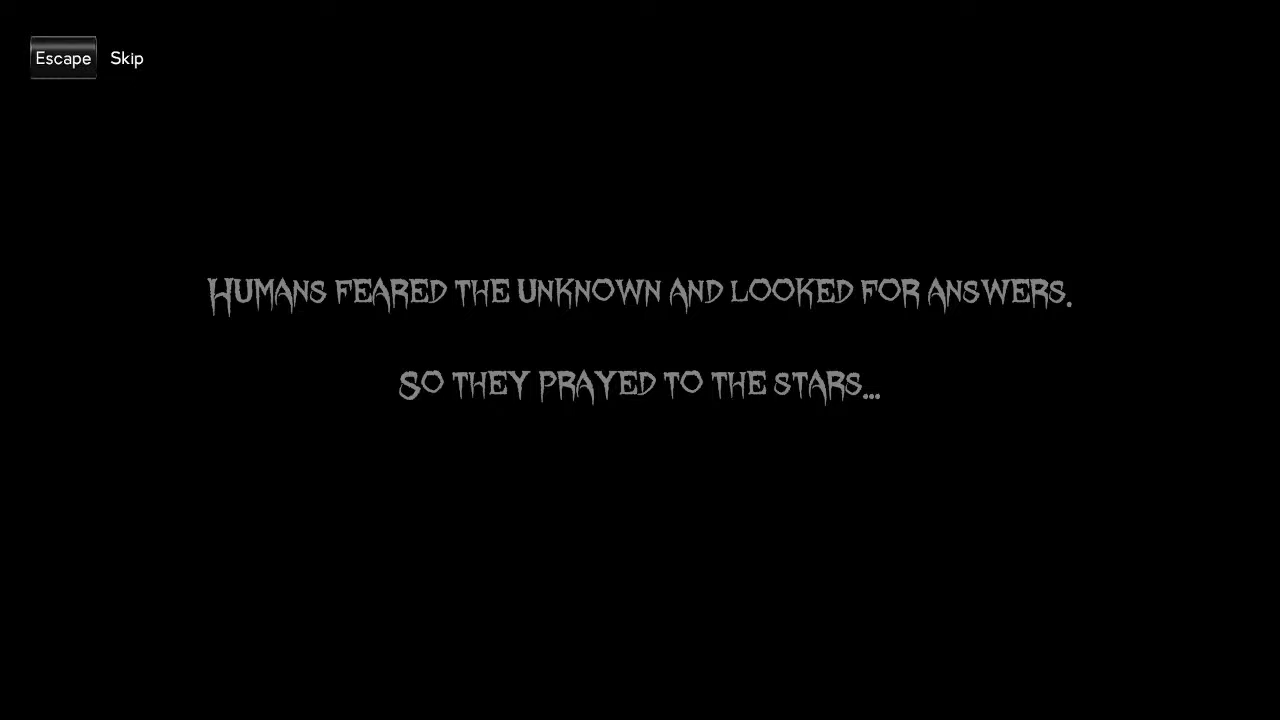 Escape Skip
Humans feared the unknown and looked for answers.
So they prayed to the stars...